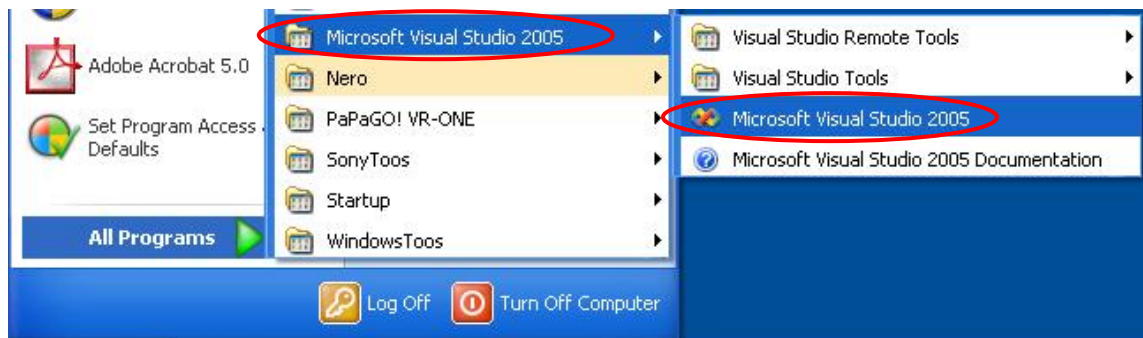 Adobe Acrobat 5.0
Set Program Access
Defaults
All Programs
Microsoft Visual Studio 2005
Nero
PaPaGO! VR-ONE
SonyToos
Startup
WindowsToos
Visual Studio Remote Tools
Visual Studio Tools
Microsoft Visual Studio 2005
Microsoft Visual Studio 2005 Documentation
Log Off
Turn Off Computer